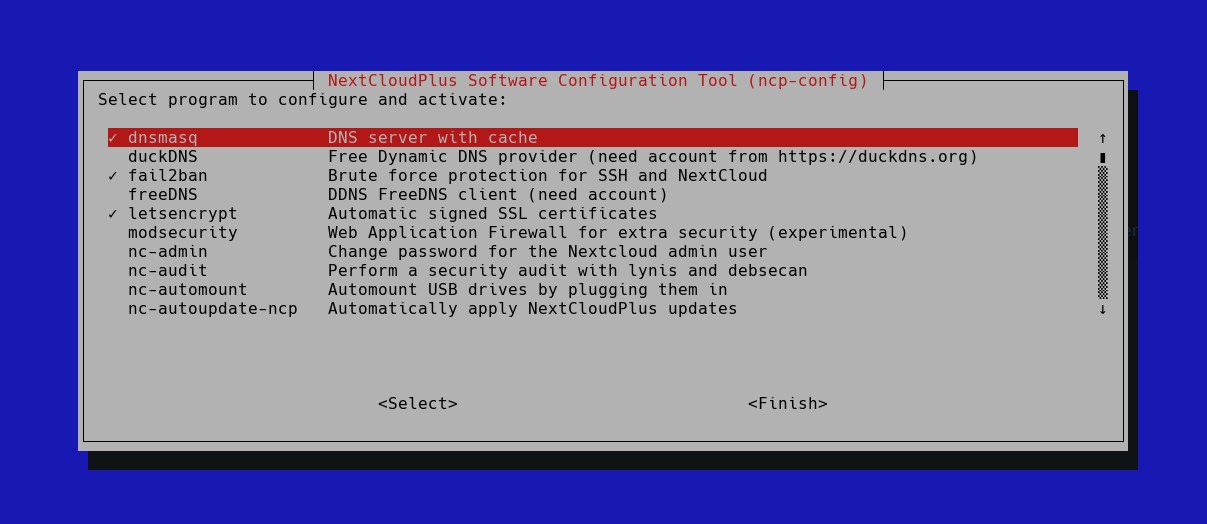 NextCloudPlus Software Configuration Tool (ncp-config)
Select program to configure and activate:
✓ dnsmasq DNS server with cache ↑
duckDNS Free Dynamic DNS provider (need account from https://duckdns.org)
✓ fail2ban Brute force protection for SSH and NextCloud
freeDNS DDNS FreeDNS client (need account)
✓ letsencrypt Automatic signed SSL certificates
modsecurity Web Application Firewall for extra security (experimental)
nc-admin Change password for the Nextcloud admin user
nc-audit Perform a security audit with lynis and debsecan
nc-automount Automount USB drives by plugging them in
nc-autoupdate-ncp Automatically apply NextCloudPlus updates ↓
<Select> <Finish>